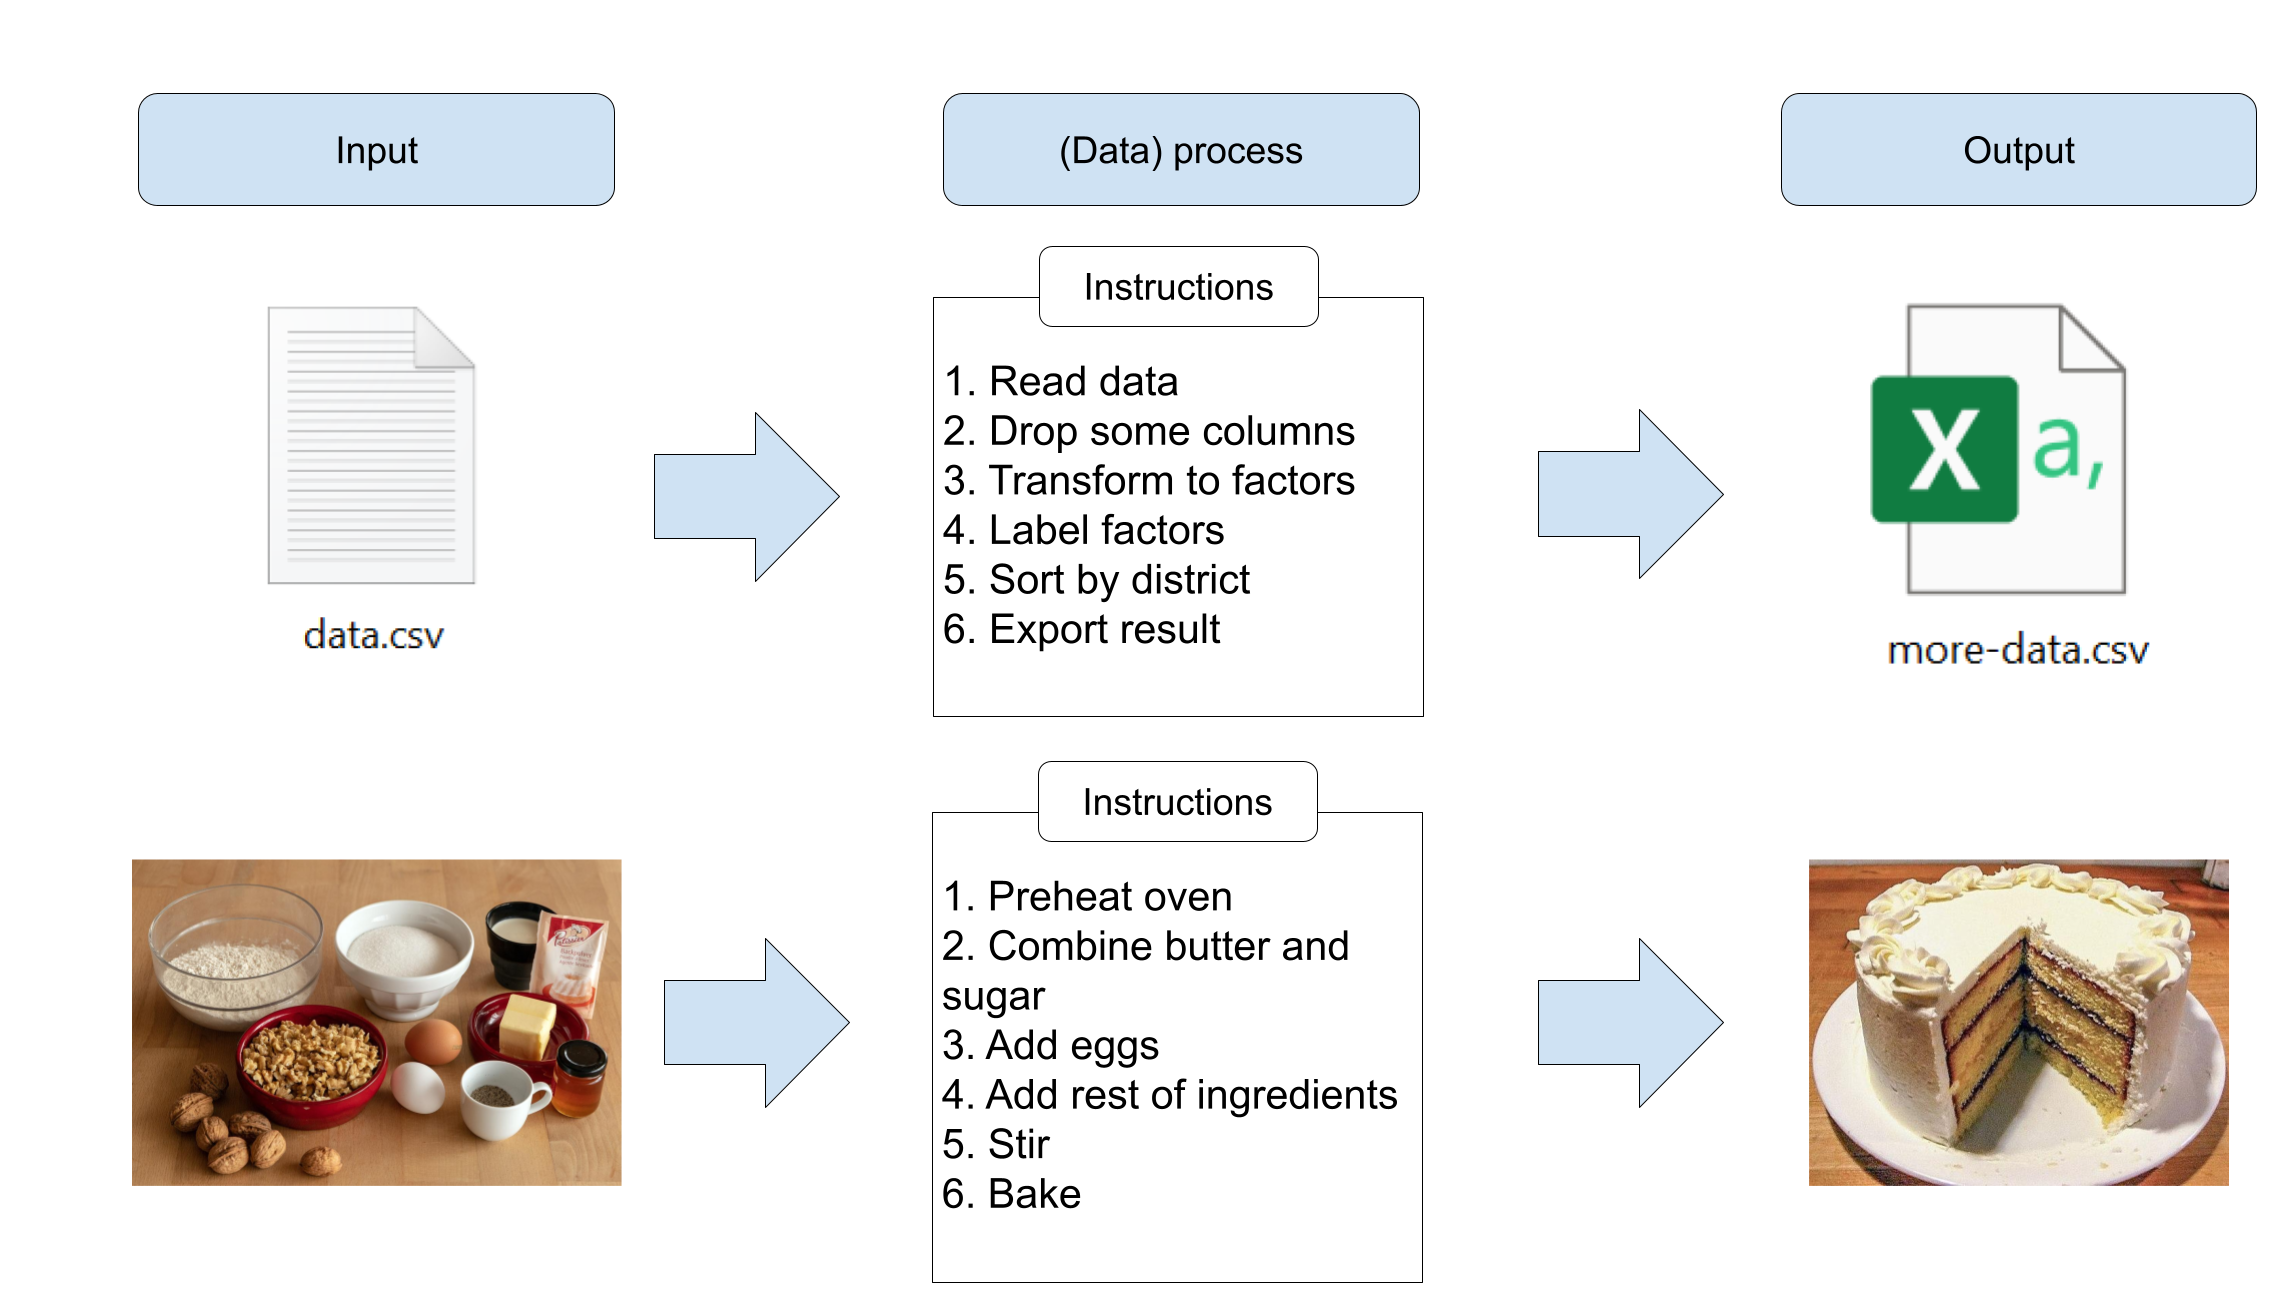 Input
(Data) process
Output
Instructions
1. Read data
2. Drop some columns
3. Transform to factors
4. Label factors
5. Sort by district
6. Export result
data.csv
X a,
more-data.csv
Instructions
1. Preheat oven
2. Combine butter and
sugar
3. Add eggs
4. Add rest of ingredients
5. Stir
6. Bake